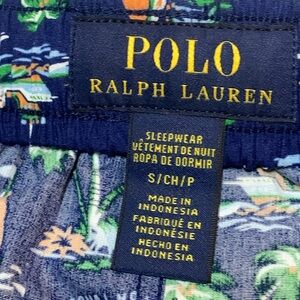 POLO
RALPH LAUREN
SLEEPWEAR
VÊTEMENT DE NUIT
ROPA DE DORMIR
S/CH/P
MADE IN
INDONESIA
FABRIQUÉ EN
INDONÉSIE
HECHO EN
INDONESIA